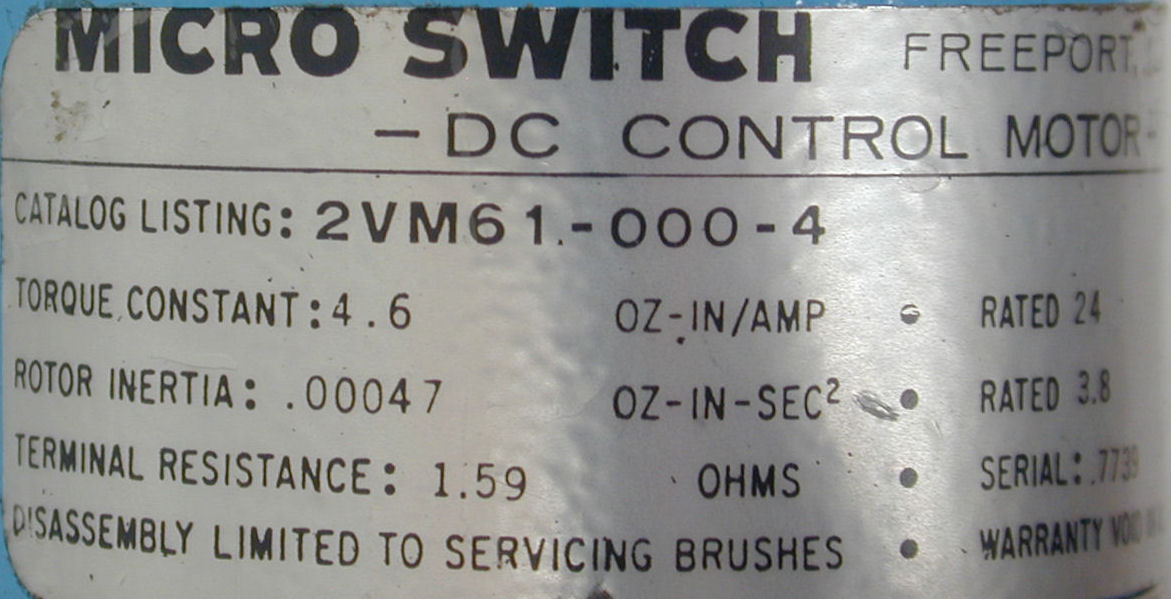 MICRO SWITCH FREEPORT,
— DC CONTROL MOTOR -
CATALOG LISTING: 2VM61-000-4
TORQUE CONSTANT: 4.6 OZ-IN/AMP • RATED 24
ROTOR INERTIA: .00047 OZ-IN-SEC² • RATED 3.8
TERMINAL RESISTANCE: 1.59 OHMS • SERIAL: 7739
DISASSEMBLY LIMITED TO SERVICING BRUSHES • WARRANTY VOID